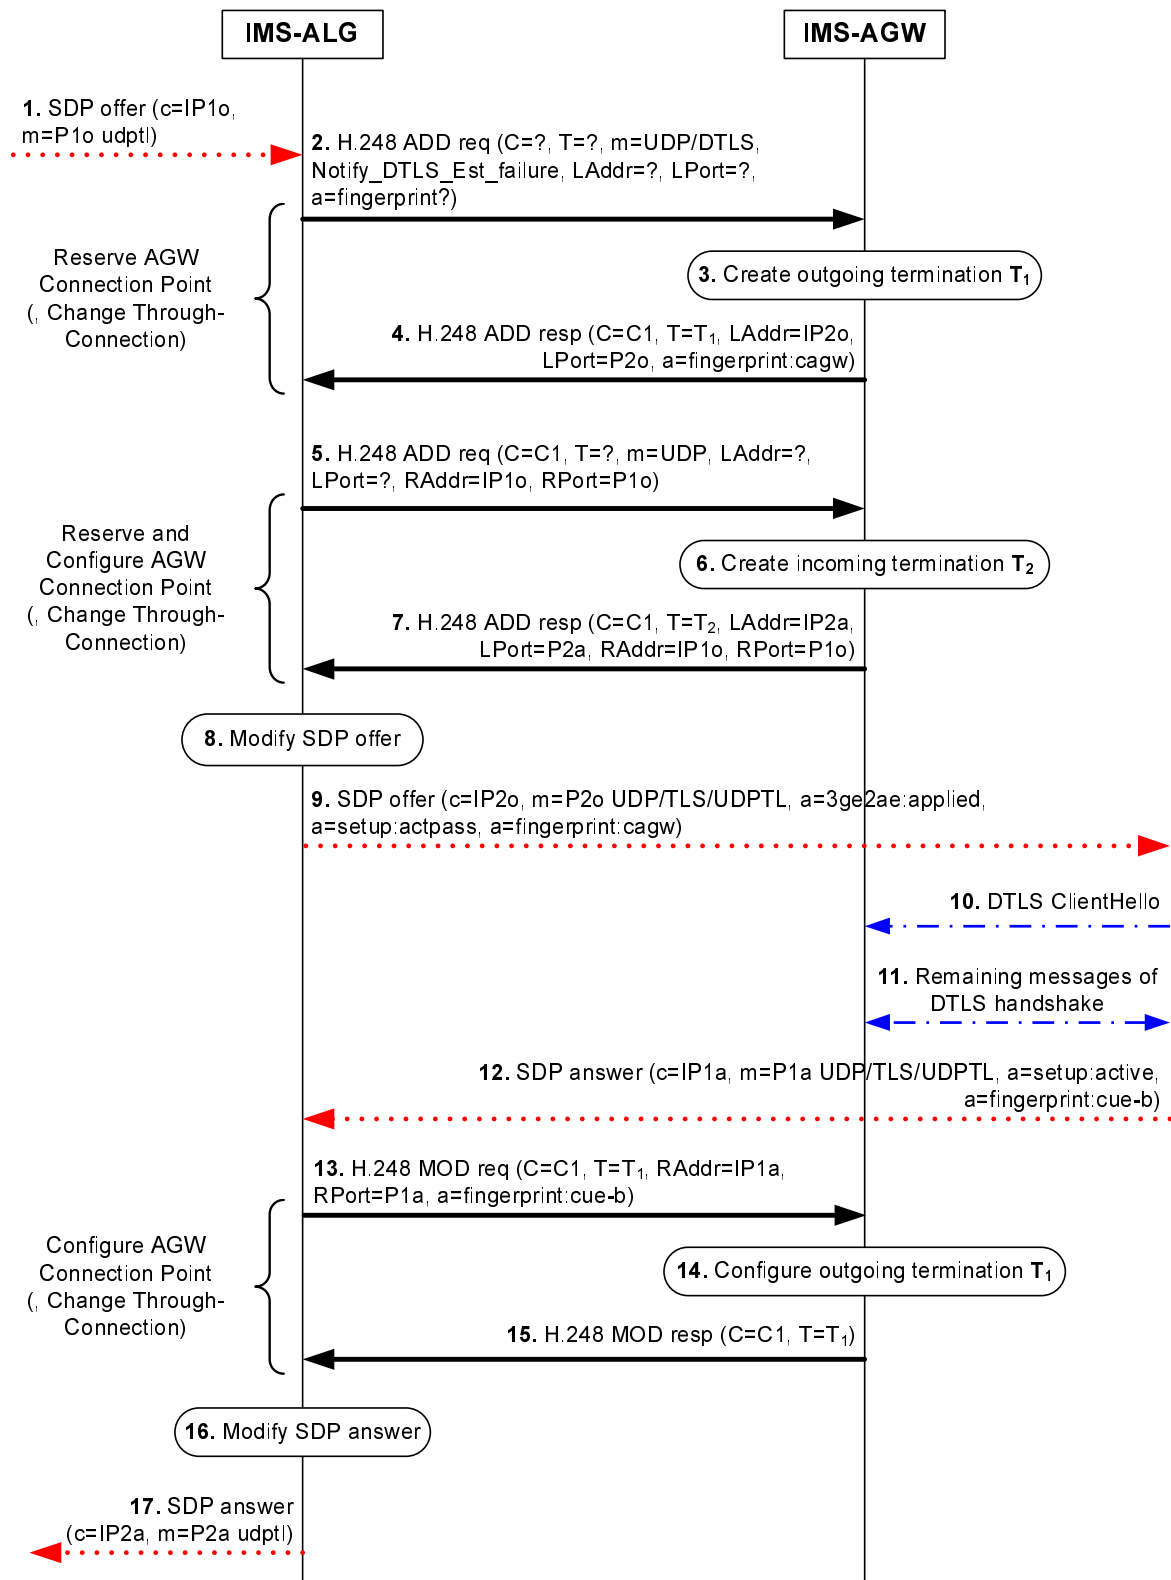 IMS-ALG
IMS-AGW
1. SDP offer (c=IP1o,
m=P1o udptl)
2. H.248 ADD req (C=?, T=?, m=UDP/DTLS,
Notify_DTLS_Est_failure, LAddr=?, LPort=?,
a=fingerprint?)
Reserve AGW
Connection Point
(, Change Through-
Connection)
3. Create outgoing termination T1
4. H.248 ADD resp (C=C1, T=T1, LAddr=IP2o,
LPort=P2o, a=fingerprint:cagw)
5. H.248 ADD req (C=C1, T=?, m=UDP, LAddr=?,
LPort=?, RAddr=IP1o, RPort=P1o)
Reserve and
Configure AGW
Connection Point
(, Change Through-
Connection)
6. Create incoming termination T2
7. H.248 ADD resp (C=C1, T=T2, LAddr=IP2a,
LPort=P2a, RAddr=IP1o, RPort=P1o)
8. Modify SDP offer
9. SDP offer (c=IP2o, m=P2o UDP/TLS/UDPTL, a=3ge2ae:applied,
a=setup:actpass, a=fingerprint:cagw)
10. DTLS ClientHello
11. Remaining messages of
DTLS handshake
12. SDP answer (c=IP1a, m=P1a UDP/TLS/UDPTL, a=setup:active,
a=fingerprint:cue-b)
13. H.248 MOD req (C=C1, T=T1, RAddr=IP1a,
RPort=P1a, a=fingerprint:cue-b)
Configure AGW
Connection Point
(, Change Through-
Connection)
14. Configure outgoing termination T1
15. H.248 MOD resp (C=C1, T=T1)
16. Modify SDP answer
17. SDP answer
(c=IP2a, m=P2a udptl)